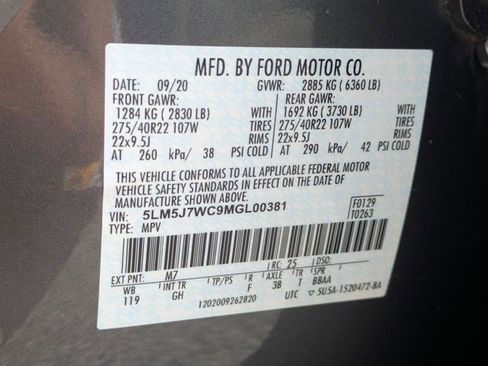 MFD. BY FORD MOTOR CO.
DATE: 09/20 GVWR: 2885 KG ( 6360 LB)
FRONT GAWR: REAR GAWR:
1284 KG ( 2830 LB) 1692 KG ( 3730 LB)
275/40R22 107W TIRES 275/40R22 107W TIRES
22x9.5J RIMS 22x9.5J RIMS
AT 260 kPa/ 38 PSI COLD AT 290 kPa/ 42 PSI COLD
THIS VEHICLE CONFORMS TO ALL APPLICABLE FEDERAL MOTOR
VEHICLE SAFETY STANDARDS IN EFFECT ON THE DATE OF
MANUFACTURE SHOWN ABOVE.
VIN: 5LM5J7WC9MGL00381 F0129
TYPE: MPV T0263
EXT PNT: M7 RC: 25 DSO:
WB INT TR TP/PS R AXLE TR SPR
119 GH F 38 T BBAA
1202009262820 UTC 5U5A-1520472-BA